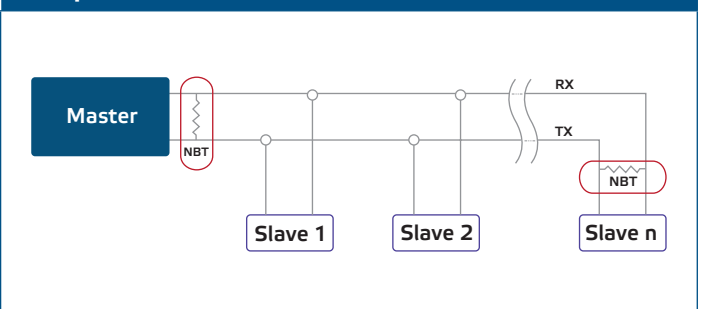 RX
Master
TX
NBT
NBT
Slave 1
Slave 2
Slave n